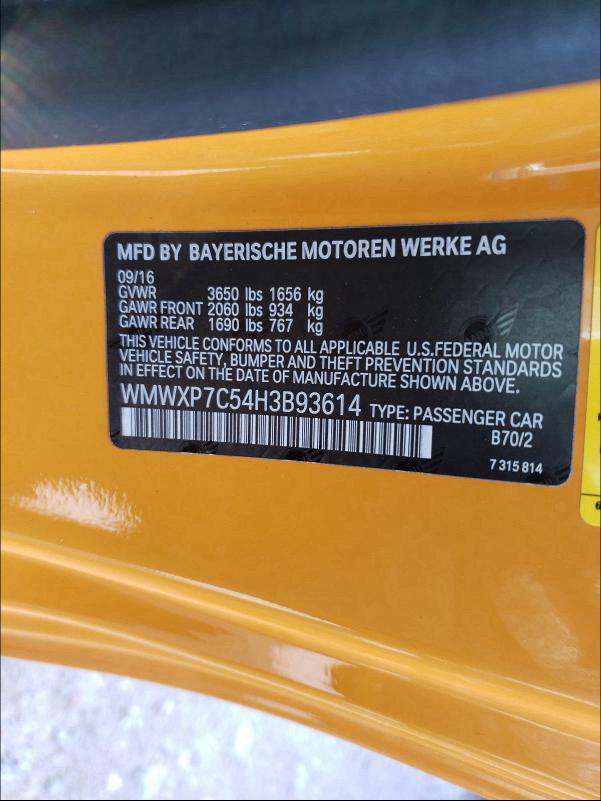 MFD BY BAYERISCHE MOTOREN WERKE AG
09/16
GVWR 3650 lbs 1656 kg
GAWR FRONT 2060 lbs 934 kg
GAWR REAR 1690 lbs 767 kg
THIS VEHICLE CONFORMS TO ALL APPLICABLE U.S.FEDERAL MOTOR
VEHICLE SAFETY, BUMPER AND THEFT PREVENTION STANDARDS
IN EFFECT ON THE DATE OF MANUFACTURE SHOWN ABOVE.
WMWXP7C54H3B93614 TYPE: PASSENGER CAR
B70/2
7 315 814